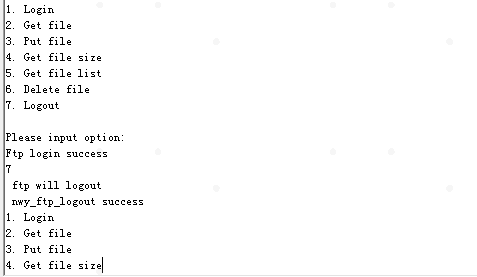 1. Login
2. Get file
3. Put file
4. Get file size
5. Get file list
6. Delete file
7. Logout
Please input option:
Ftp login success
7
ftp will logout
nwy_ftp_logout success
1. Login
2. Get file
3. Put file
4. Get file size